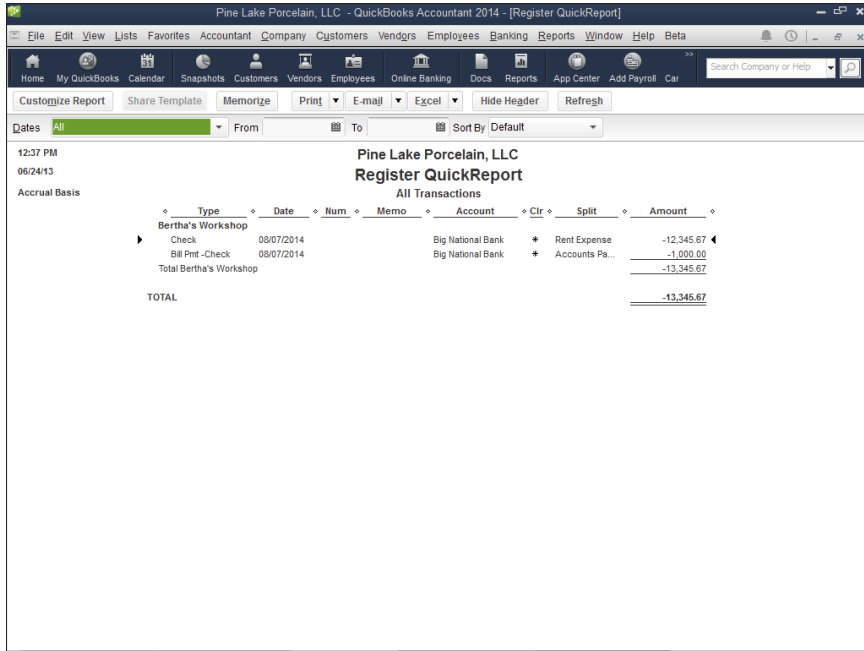 Pine Lake Porcelain, LLC - QuickBooks Accountant 2014 - [Register QuickReport]
File Edit View Lists Favorites Accountant Company Customers Vendors Employees Banking Reports Window Help Beta
31
Home My QuickBooks Calendar Snapshots Customers Vendors Employees Online Banking Docs Reports App Center Add Payroll Car >>
Search Company or Help
Customize Report Share Template Memorize Print E-mail Excel Hide Header Refresh
Dates All From To Sort By Default
12:37 PM
06/24/13
Accrual Basis
Pine Lake Porcelain, LLC
Register QuickReport
All Transactions
Type Date Num Memo Account Clr Split Amount
Bertha's Workshop
Check 08/07/2014 Big National Bank * Rent Expense -12,345.67
Bill Pmt -Check 08/07/2014 Big National Bank * Accounts Pa... -1,000.00
Total Bertha's Workshop -13,345.67
TOTAL -13,345.67